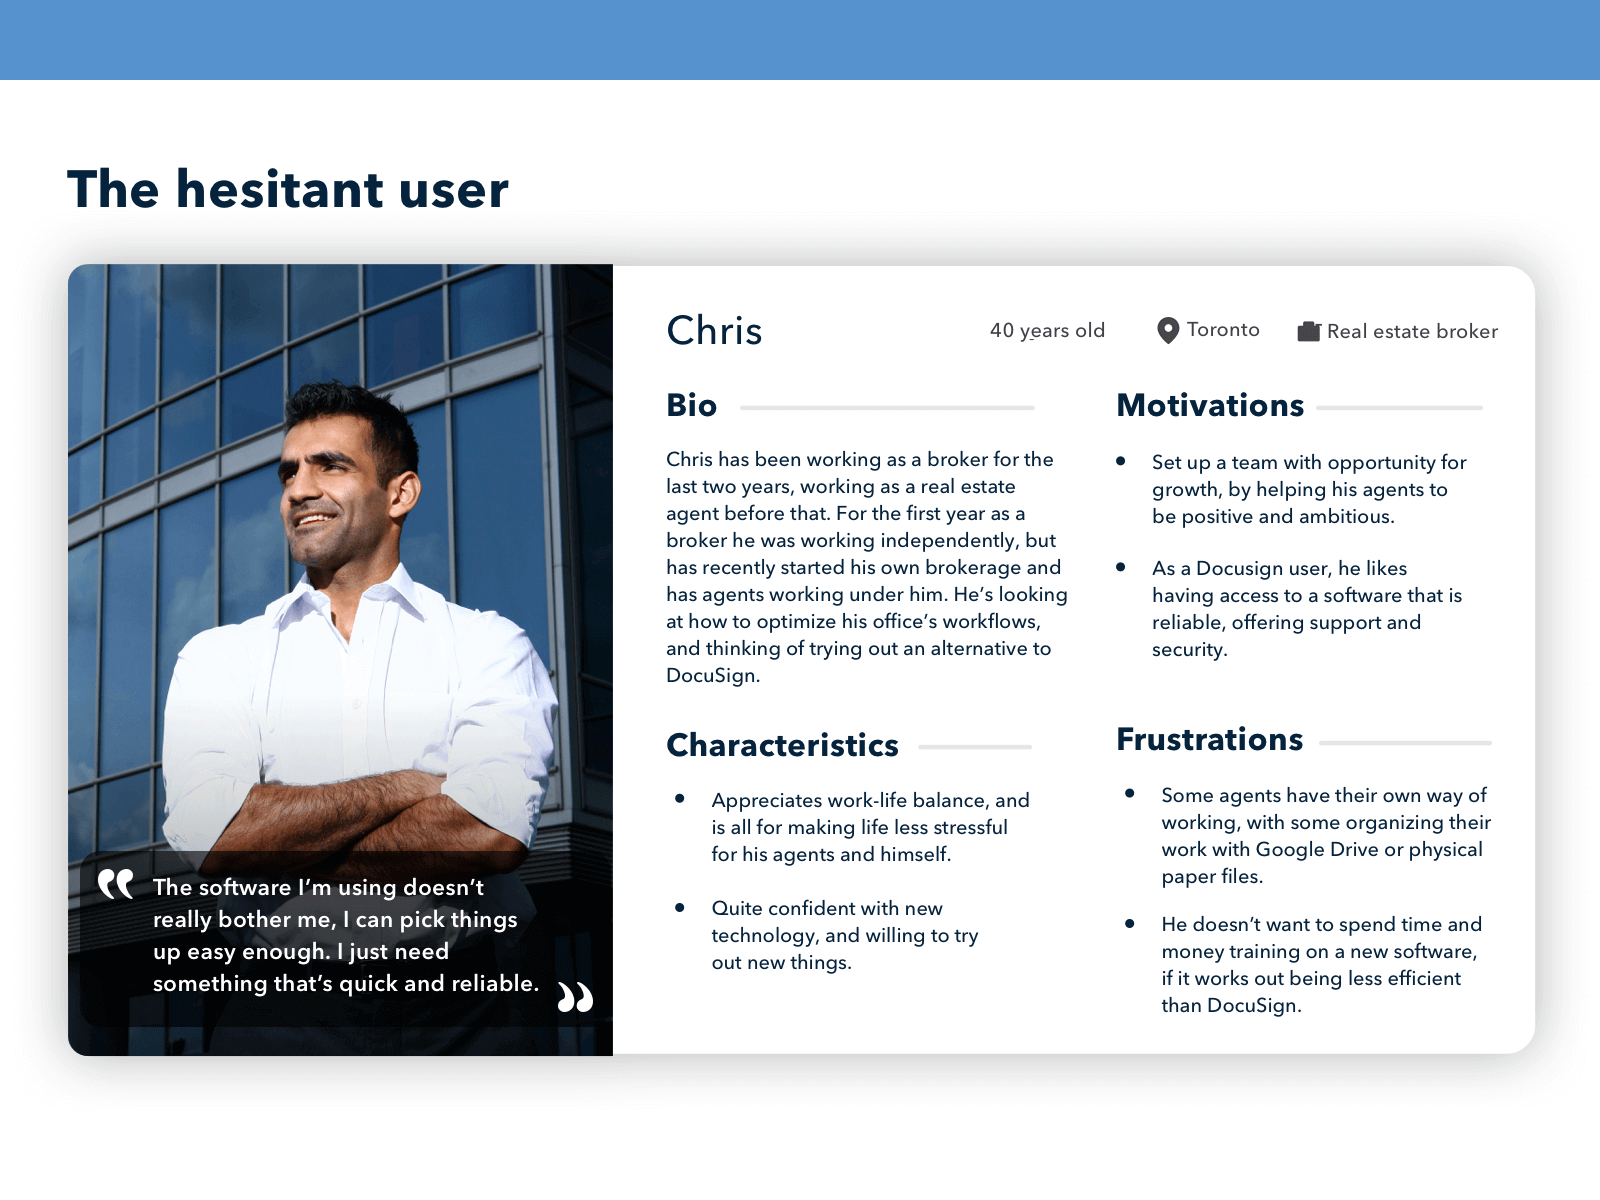 The hesitant user
Chris
40 years old
Toronto
Real estate broker
Bio
Chris has been working as a broker for the
last two years, working as a real estate
agent before that. For the first year as a
broker he was working independently, but
has recently started his own brokerage and
has agents working under him. He’s looking
at how to optimize his office’s workflows,
and thinking of trying out an alternative to
DocuSign.
Characteristics
• Appreciates work-life balance, and
is all for making life less stressful
for his agents and himself.
• Quite confident with new
technology, and willing to try
out new things.
Motivations
• Set up a team with opportunity for
growth, by helping his agents to
be positive and ambitious.
• As a Docusign user, he likes
having access to a software that is
reliable, offering support and
security.
Frustrations
• Some agents have their own way of
working, with some organizing their
work with Google Drive or physical
paper files.
• He doesn’t want to spend time and
money training on a new software,
if it works out being less efficient
than DocuSign.
“ The software I’m using doesn’t
really bother me, I can pick things
up easy enough. I just need
something that’s quick and reliable. ”